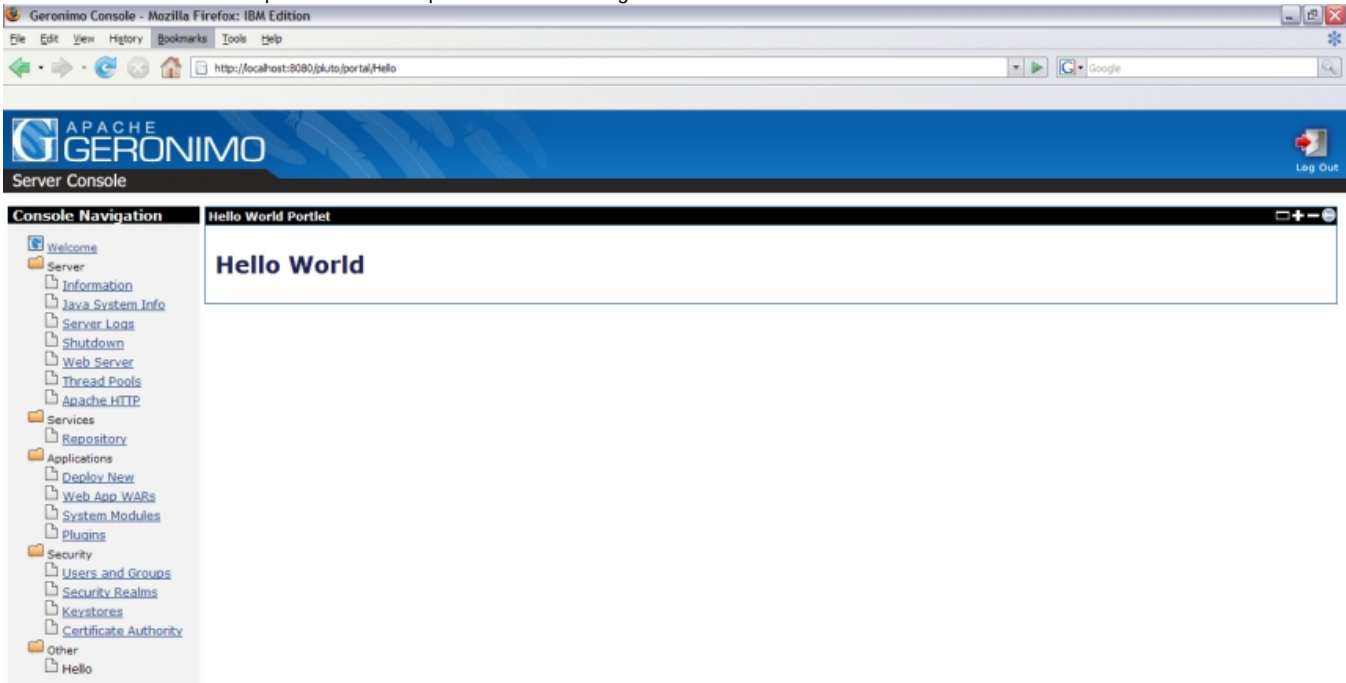 Geronimo Console - Mozilla Firefox: IBM Edition
File Edit View History Bookmarks Tools Help
http://localhost:8080/pluto/portal/Hello
G Google
APACHE
GERONIMO
Log Out
Server Console
Console Navigation
Hello World Portlet
Welcome
Hello World
Server
Information
Java System Info
Server Logs
Shutdown
Web Server
Thread Pools
Apache HTTP
Services
Repository
Applications
Deploy New
Web App WARs
System Modules
Plugins
Security
Users and Groups
Security Realms
Keystores
Certificate Authority
Other
Hello